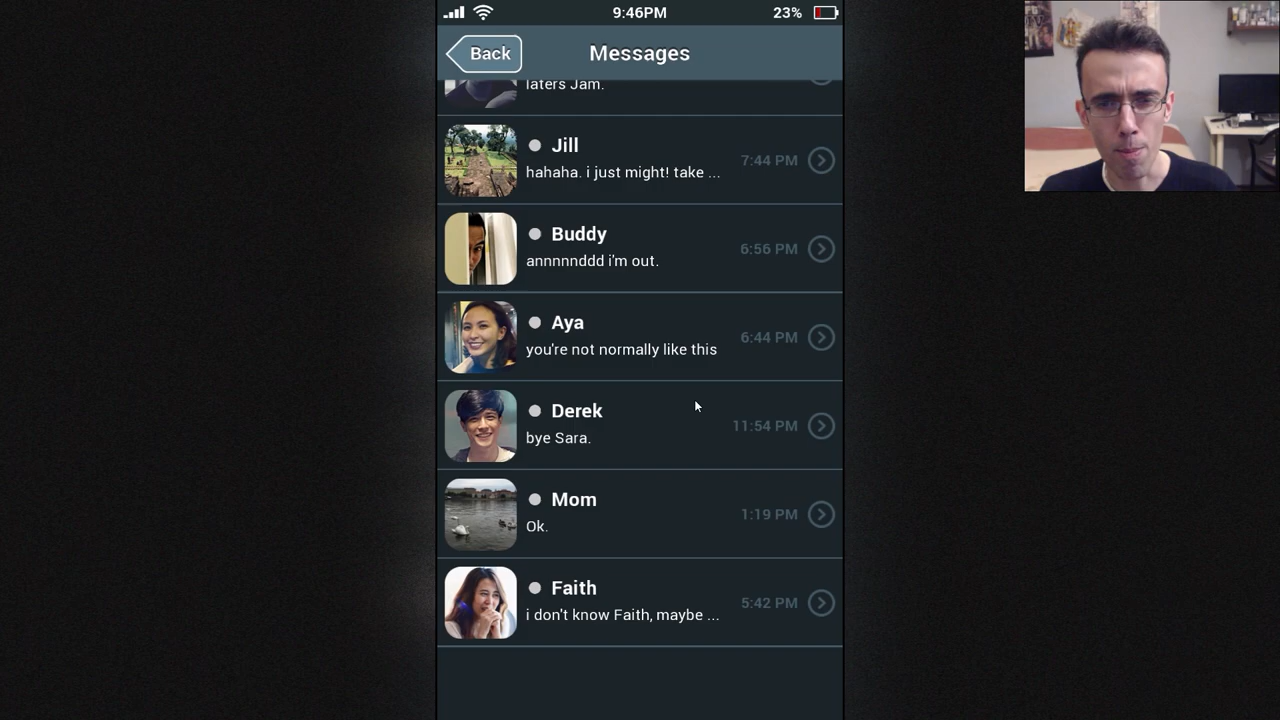 9:46PM
23%
Back
Messages
laters Jam.
Jill
hahaha. i just might! take ...
7:44 PM
Buddy
annnnnddd i'm out.
6:56 PM
Aya
you're not normally like this
6:44 PM
Derek
bye Sara.
11:54 PM
Mom
Ok.
1:19 PM
Faith
i don't know Faith, maybe ...
5:42 PM